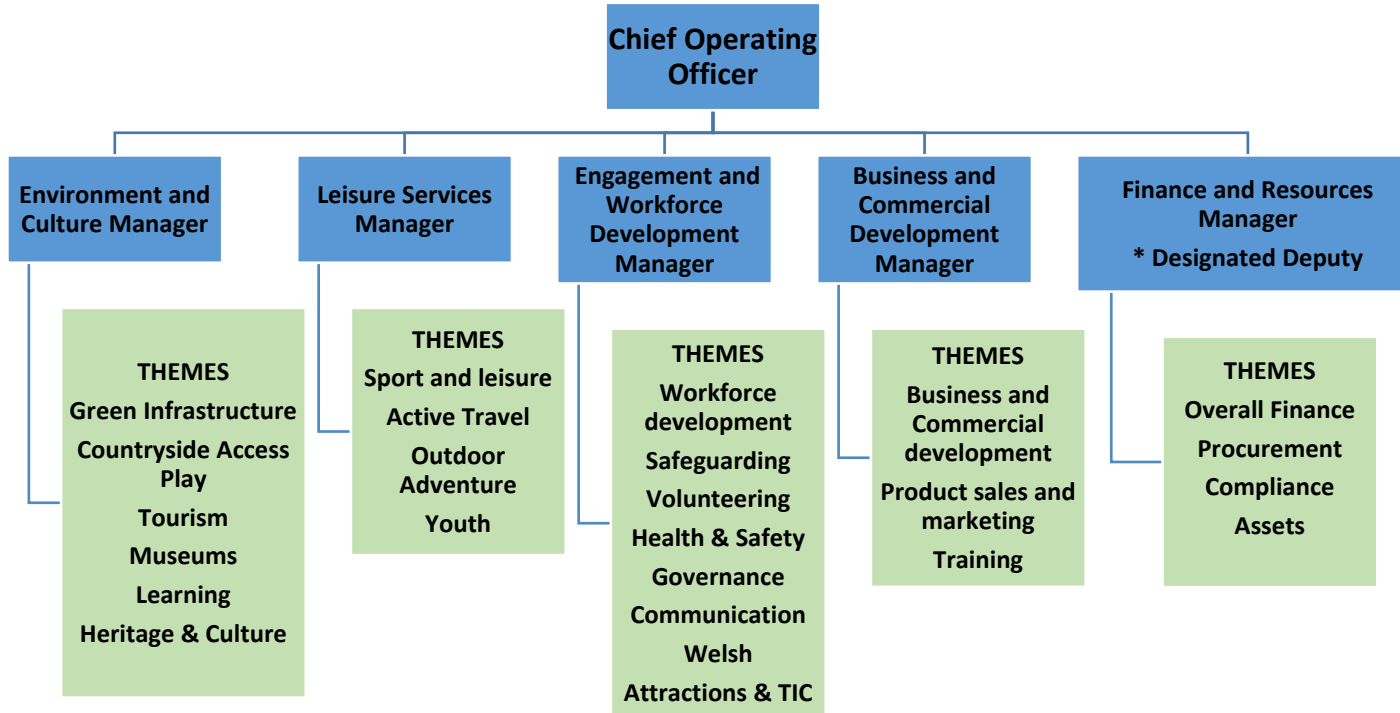 Chief Operating
Officer
Environment and
Culture Manager
Leisure Services
Manager
Engagement and
Workforce
Development
Manager
Business and
Commercial
Development
Manager
Finance and Resources
Manager
* Designated Deputy
THEMES
Green Infrastructure
Countryside Access
Play
Tourism
Museums
Learning
Heritage & Culture
THEMES
Sport and leisure
Active Travel
Outdoor
Adventure
Youth
THEMES
Workforce
development
Safeguarding
Volunteering
Health & Safety
Governance
Communication
Welsh
Attractions & TIC
THEMES
Business and
Commercial
development
Product sales and
marketing
Training
THEMES
Overall Finance
Procurement
Compliance
Assets